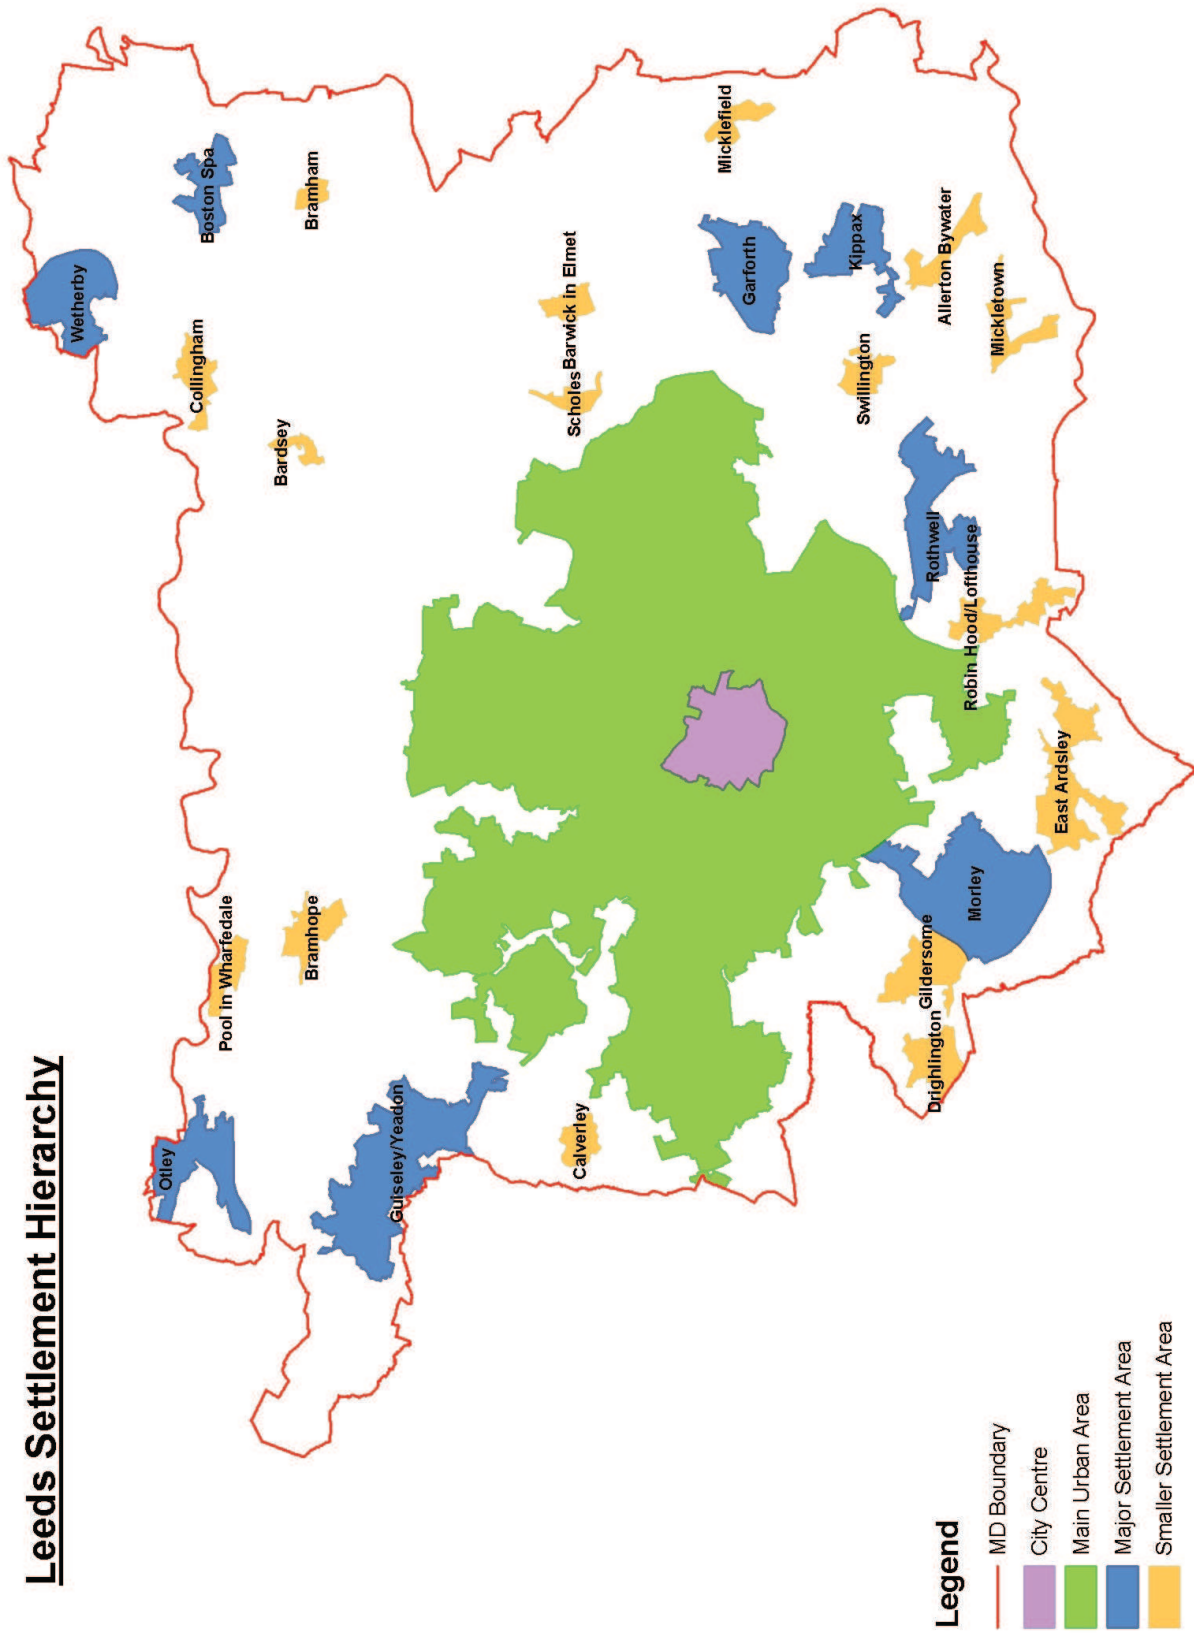 Leeds Settlement Hierarchy
Otley
Pool in Wharfedale
Bramhope
Guiseley/Yeadon
Calverley
Wetherby
Collingham
Boston Spa
Bardsey
Bramham
Scholes
Barwick in Elmet
Micklefield
Garforth
Kippax
Swillington
Allerton Bywater
Mickletown
Rothwell
Robin Hood/Lofthouse
East Ardsley
Morley
Gildersome
Drighlington
Legend
MD Boundary
City Centre
Main Urban Area
Major Settlement Area
Smaller Settlement Area